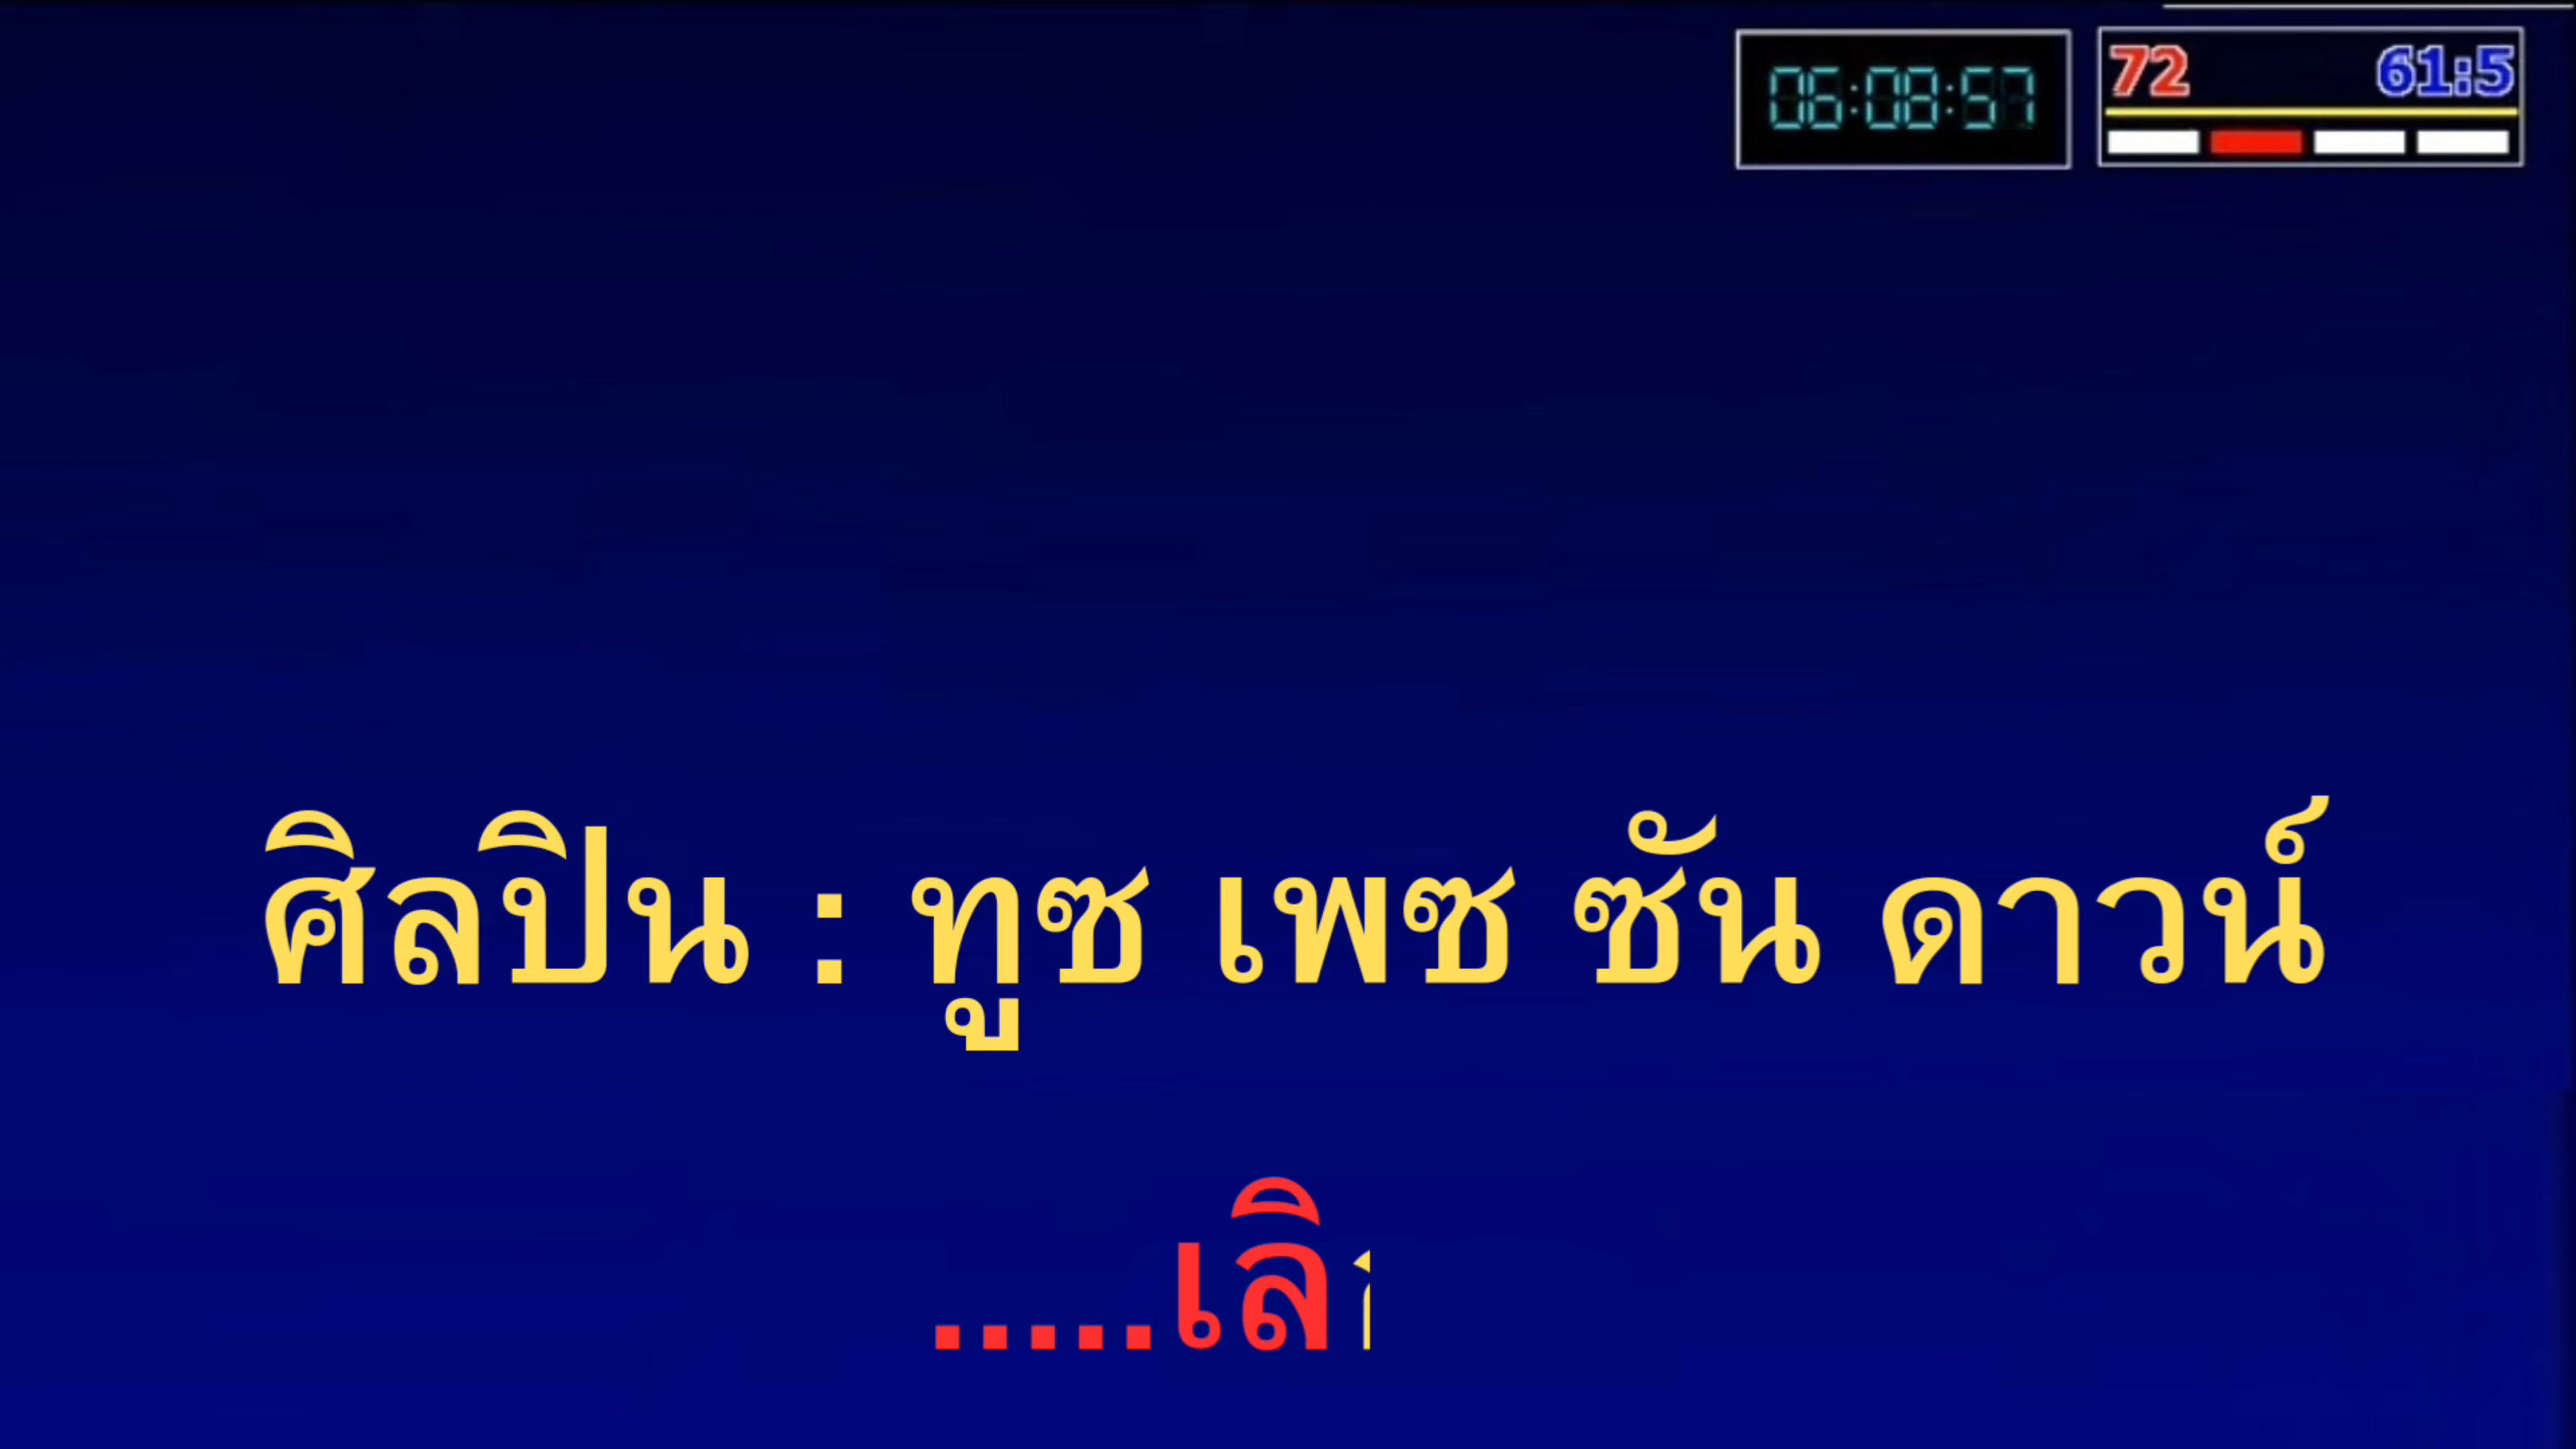 06:08:57
72 61:5
ศิลปิน : ทูซ เพซ ซัน ดาวน์
.....เลิ